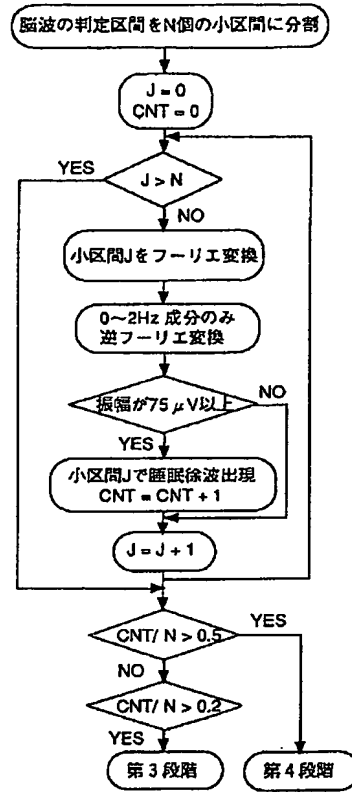 脳波の判定区間をN個の小区間に分割
J = 0
CNT = 0
YES
J > N
NO
小区間Jをフーリエ変換
0～2Hz 成分のみ
逆フーリエ変換
振幅が75μV以上
NO
YES
小区間Jで睡眠徐波出現
CNT = CNT + 1
J = J + 1
CNT/ N > 0.5
YES
NO
CNT/ N > 0.2
YES
第3段階
第4段階